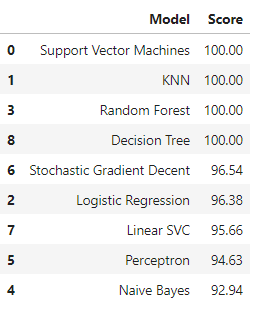 Model Score
0 Support Vector Machines 100.00
1 KNN 100.00
3 Random Forest 100.00
8 Decision Tree 100.00
6 Stochastic Gradient Decent 96.54
2 Logistic Regression 96.38
7 Linear SVC 95.66
5 Perceptron 94.63
4 Naive Bayes 92.94